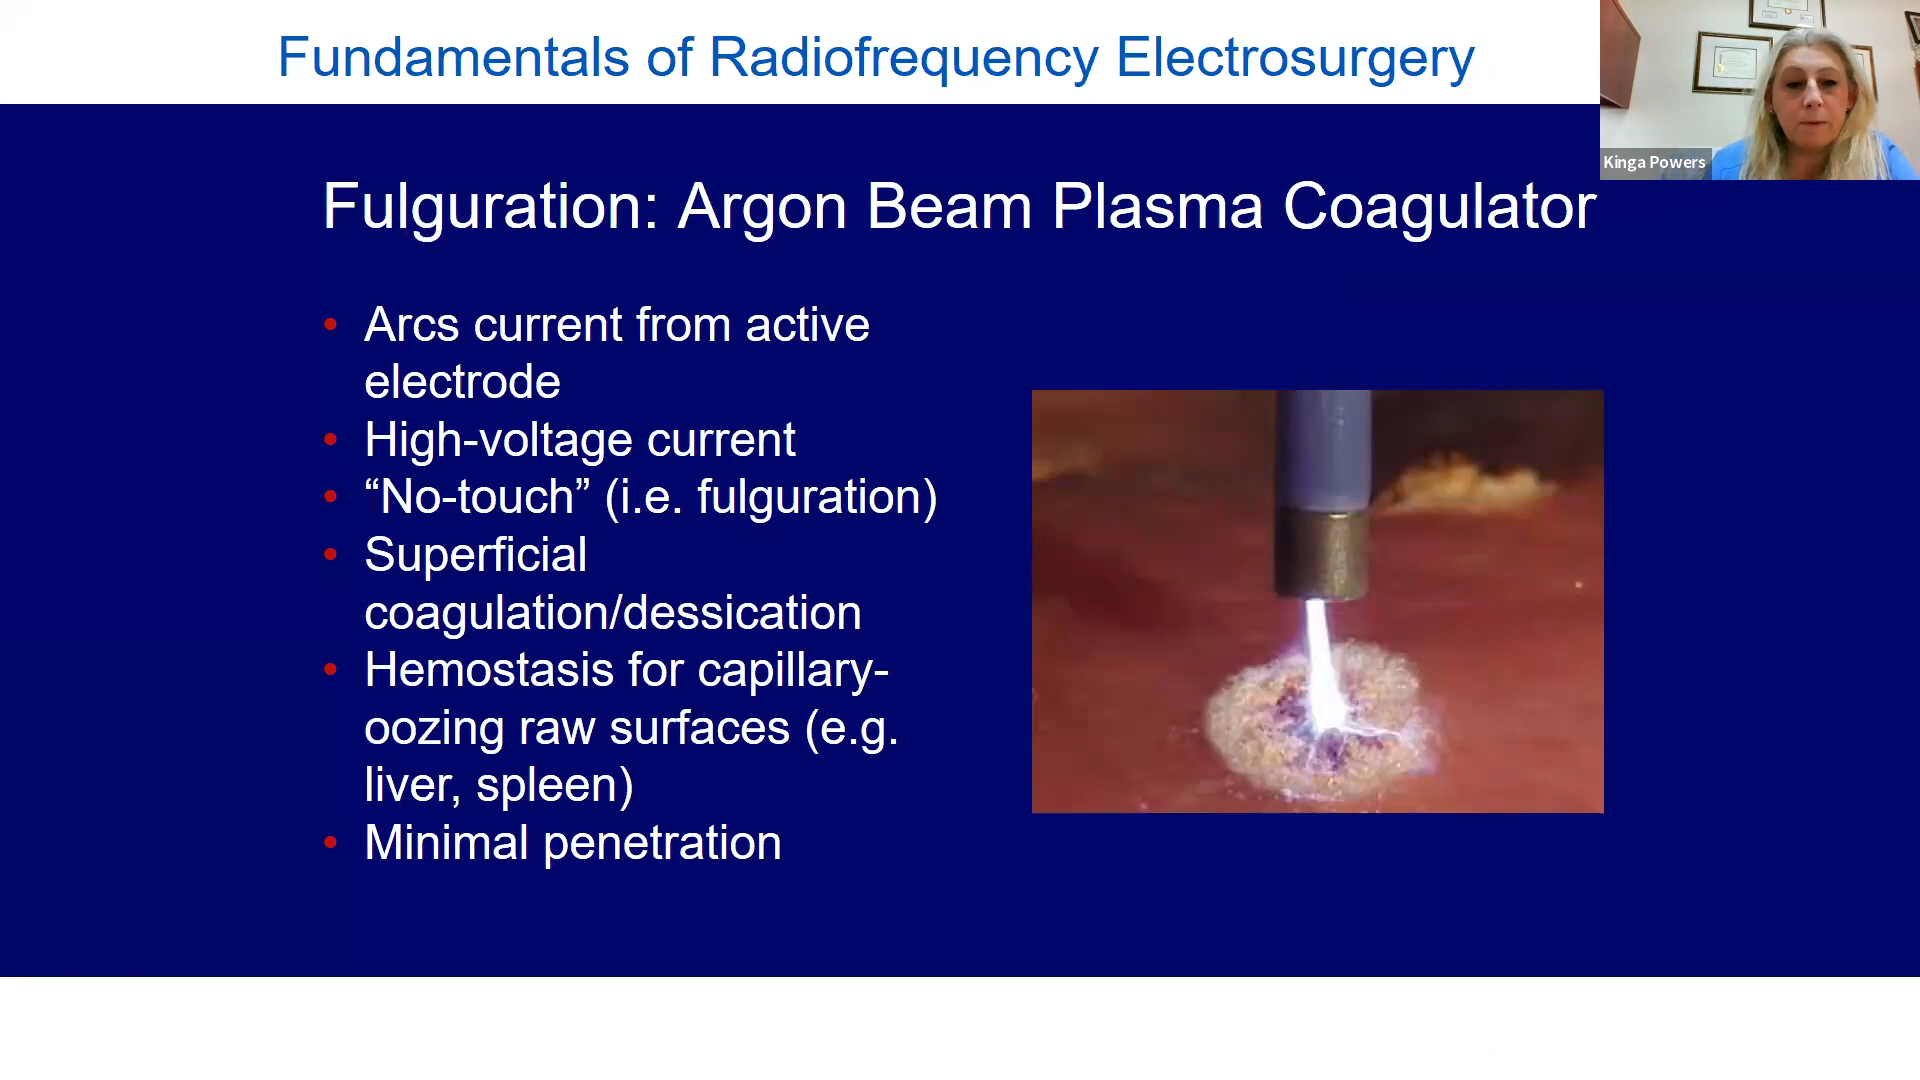 Fundamentals of Radiofrequency Electrosurgery
Kinga Powers
Fulguration: Argon Beam Plasma Coagulator
• Arcs current from active
electrode
• High-voltage current
• “No-touch” (i.e. fulguration)
• Superficial
coagulation/dessication
• Hemostasis for capillary-
oozing raw surfaces (e.g.
liver, spleen)
• Minimal penetration